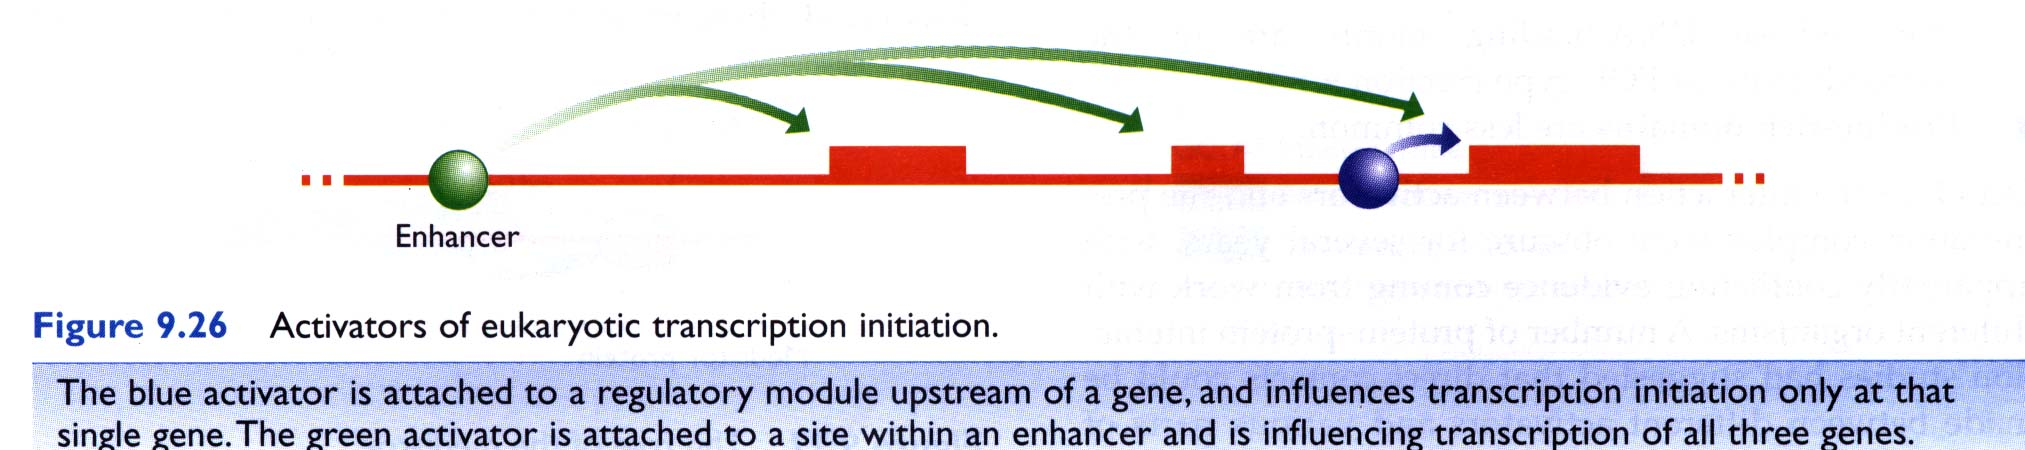 Enhancer
Figure 9.26 Activators of eukaryotic transcription initiation.
The blue activator is attached to a regulatory module upstream of a gene, and influences transcription initiation only at that
single gene. The green activator is attached to a site within an enhancer and is influencing transcription of all three genes.